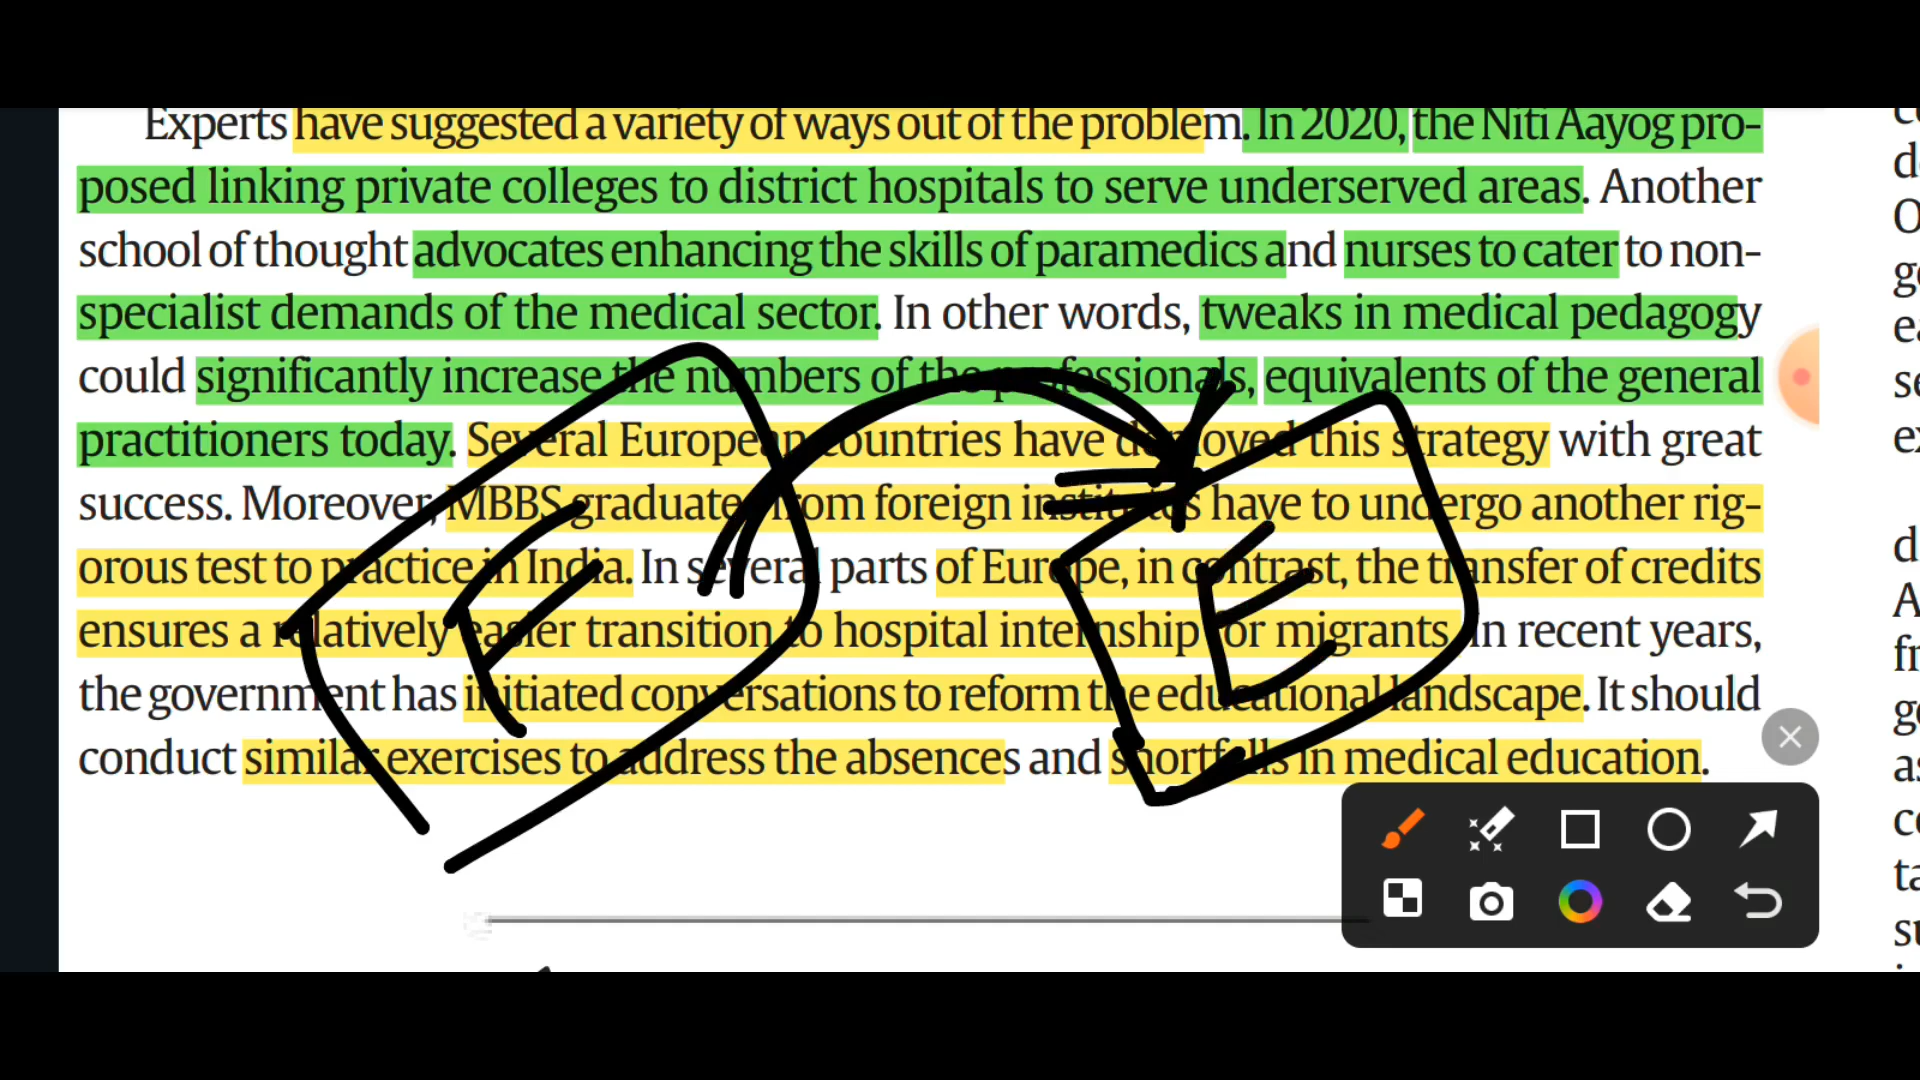 Experts have suggested a variety of ways out of the problem. In 2020, the Niti Aayog pro-
posed linking private colleges to district hospitals to serve underserved areas. Another
school of thought advocates enhancing the skills of paramedics and nurses to cater to non-
specialist demands of the medical sector. In other words, tweaks in medical pedagogy
could significantly increase the numbers of the professionals, equivalents of the general
practitioners today. Several European countries have deployed this strategy with great
success. Moreover, MBBS graduates from foreign institutes have to undergo another rig-
orous test to practice in India. In several parts of Europe, in contrast, the transfer of credits
ensures a relatively easier transition to hospital internship for migrants. In recent years,
the government has initiated conversations to reform the educational landscape. It should
conduct similar exercises to address the absences and shortfalls in medical education.
E